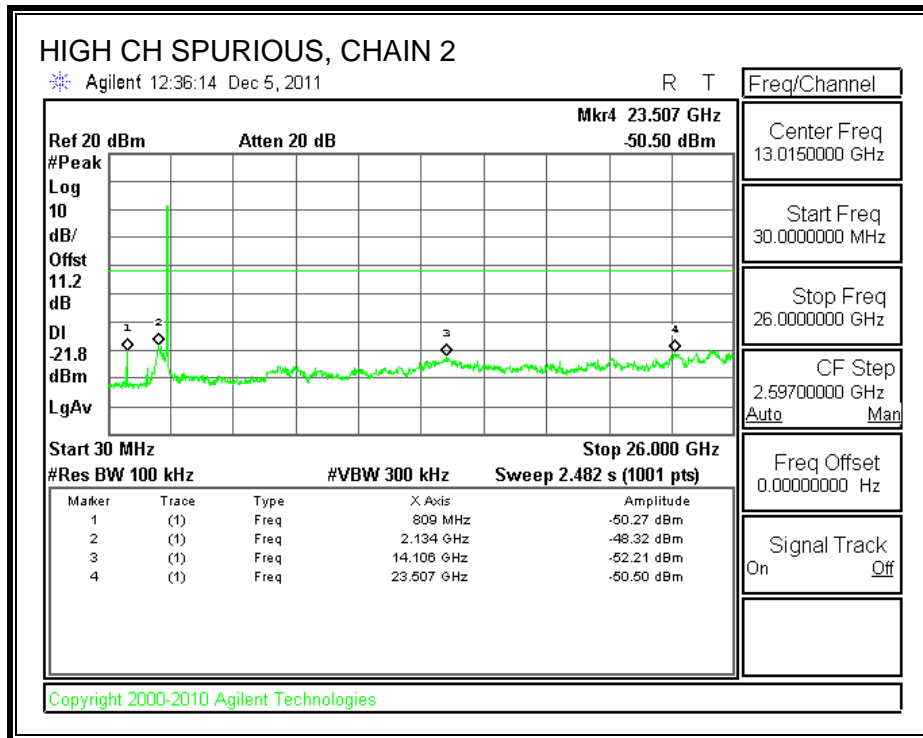 HIGH CH SPURIOUS, CHAIN 2
Agilent 12:36:14 Dec 5, 2011 R T
Freq/Channel
Mkr4 23.507 GHz
Ref 20 dBm Atten 20 dB -50.50 dBm
#Peak
Log
10
dB/
Offst
11.2
dB
DI
-21.8
dBm
LgAv
1 2 3 4
Start 30 MHz Stop 26.000 GHz
#Res BW 100 kHz #VBW 300 kHz Sweep 2.482 s (1001 pts)
Marker Trace Type X Axis Amplitude
1 (1) Freq 809 MHz -50.27 dBm
2 (1) Freq 2.134 GHz -48.32 dBm
3 (1) Freq 14.106 GHz -52.21 dBm
4 (1) Freq 23.507 GHz -50.50 dBm
Center Freq
13.0150000 GHz
Start Freq
30.0000000 MHz
Stop Freq
26.0000000 GHz
CF Step
2.59700000 GHz
Auto Man
Freq Offset
0.00000000 Hz
Signal Track
On Off
Copyright 2000-2010 Agilent Technologies